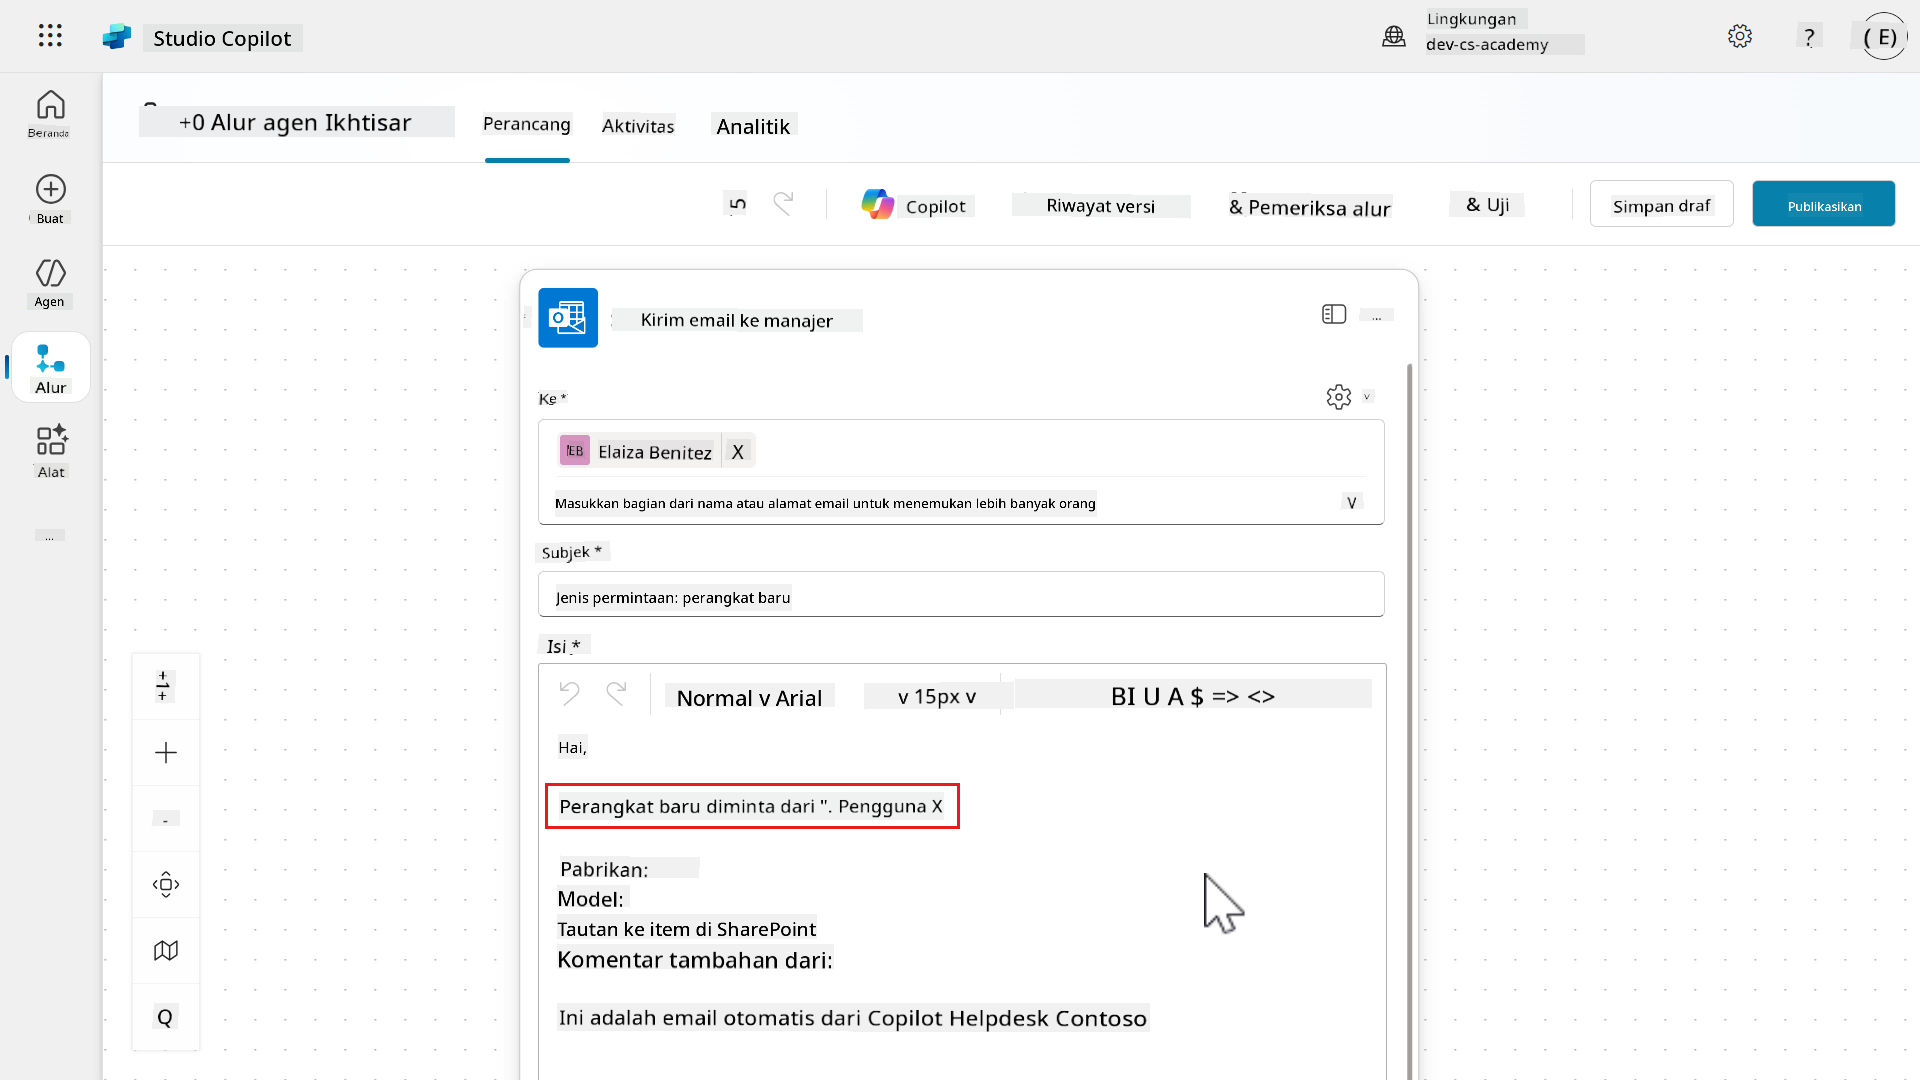 Studio Copilot
Lingkungan
dev-cs-academy
?
( E)
Beranda
Buat
Agen
Alur
Alat
...
+0 Alur agen Ikhtisar
Perancang
Aktivitas
Analitik
5
Copilot
Riwayat versi
& Pemeriksa alur
& Uji
Simpan draf
Publikasikan
Kirim email ke manajer
...
Ke *
v
EB Elaiza Benitez X
Masukkan bagian dari nama atau alamat email untuk menemukan lebih banyak orang
V
Subjek *
Jenis permintaan: perangkat baru
Isi *
Normal v Arial v 15px v BI U A $ => <>
Hai,
Perangkat baru diminta dari ". Pengguna X
Pabrikan:
Model:
Tautan ke item di SharePoint
Komentar tambahan dari:
Ini adalah email otomatis dari Copilot Helpdesk Contoso
-
Q